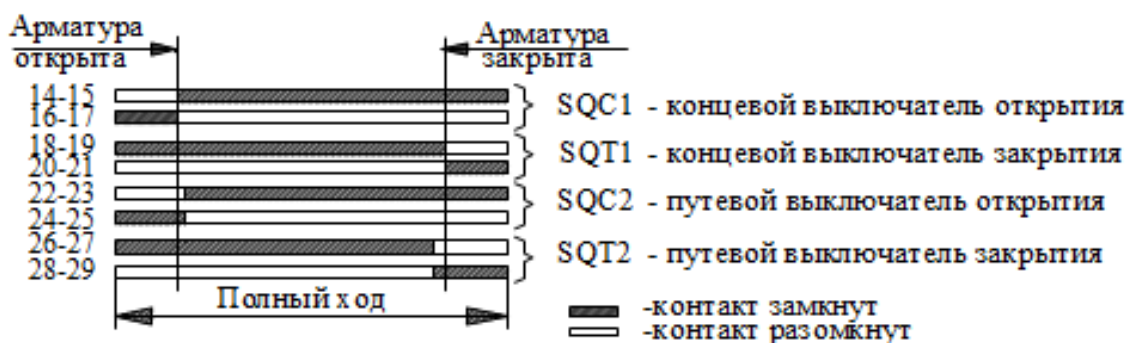 Арматура открыта
Арматура закрыта
14-15
16-17
SQC1 - концевой выключатель открытия
18-19
20-21
SQT1 - концевой выключатель закрытия
22-23
24-25
SQC2 - путевой выключатель открытия
26-27
28-29
SQT2 - путевой выключатель закрытия
Полный ход
-контакт замкнут
-контакт разомкнут